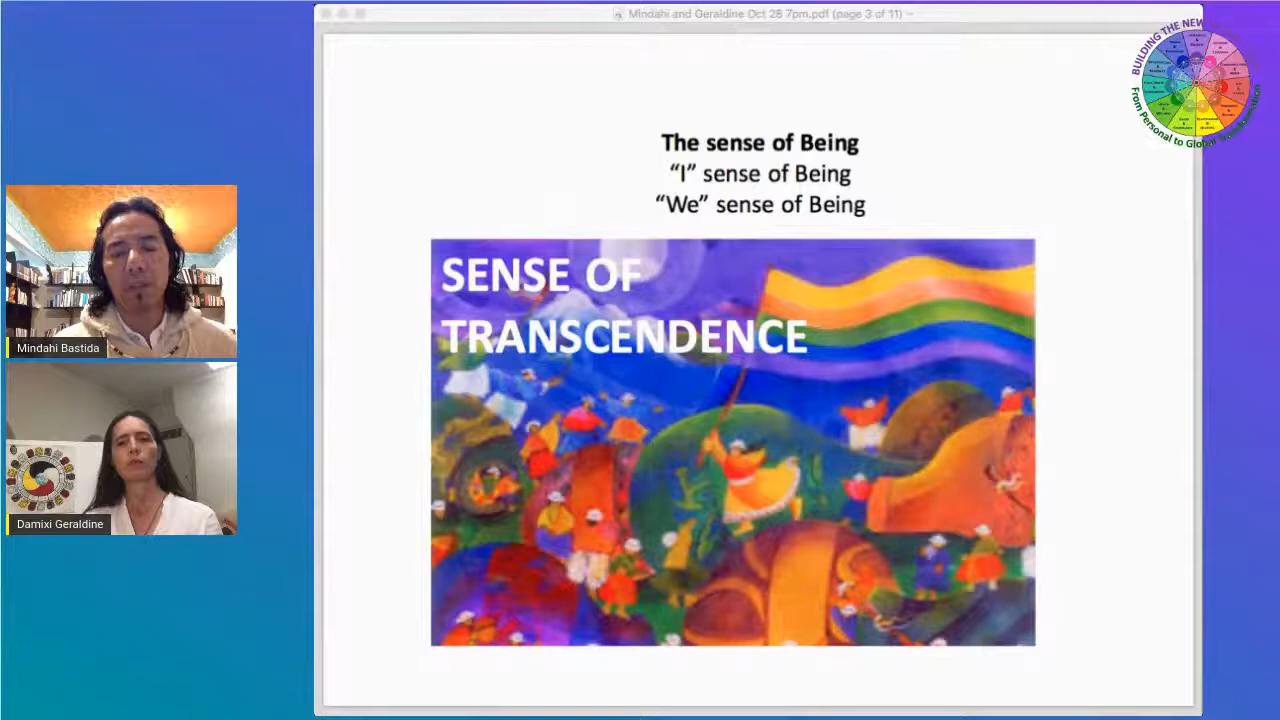 Mindahi and Geraldine Oct 28 7pm.pdf (page 3 of 11)
BUILDING THE NEW
From Personal to Global
The sense of Being
“I” sense of Being
“We” sense of Being
SENSE OF
TRANSCENDENCE
Mindahi Bastida
Damixi Geraldine